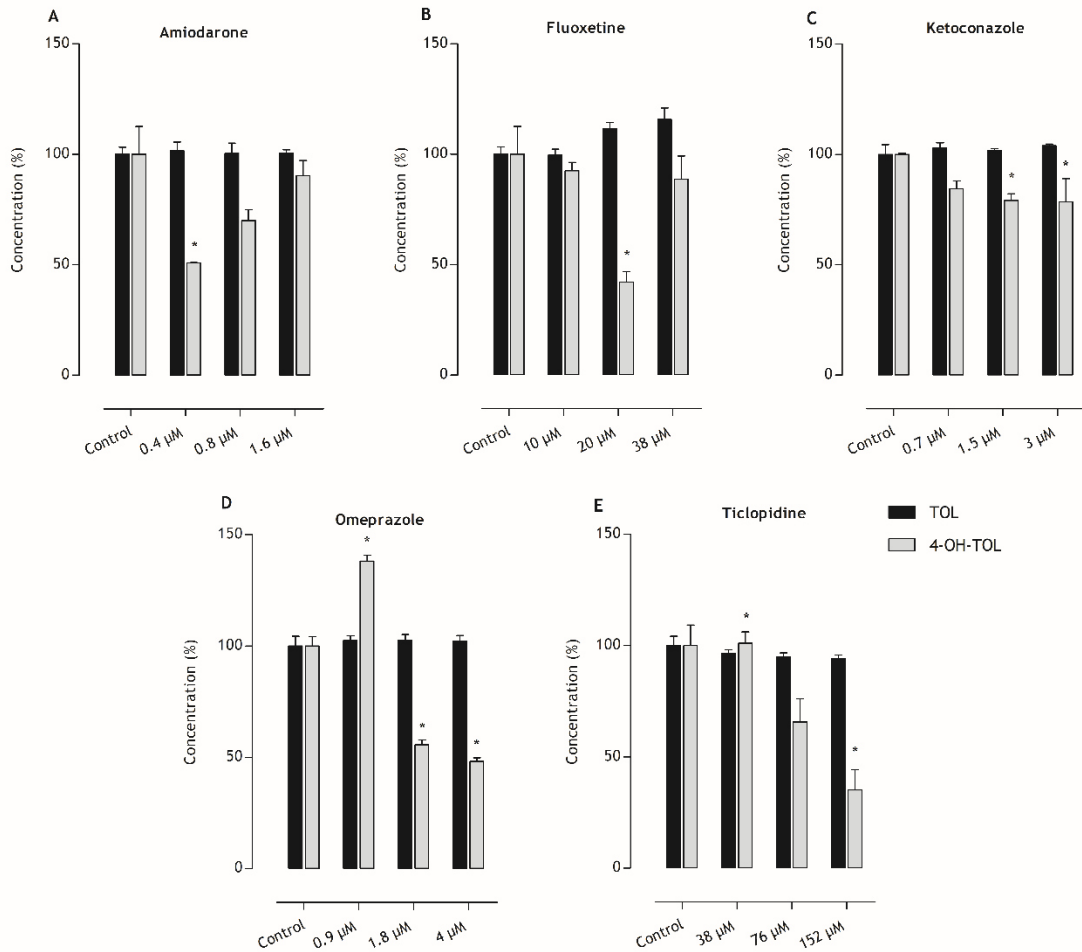 A
Amiodarone
150
100
50
0
Concentration (%)
*
Control
0.4 µM
0.8 µM
1.6 µM
B
Fluoxetine
150
100
50
0
Concentration (%)
*
Control
10 µM
20 µM
38 µM
C
Ketoconazole
150
100
50
0
Concentration (%)
*
*
Control
0.7 µM
1.5 µM
3 µM
D
Omeprazole
150
100
50
0
Concentration (%)
*
*
*
Control
0.9 µM
1.8 µM
4 µM
E
Ticlopidine
150
100
50
0
Concentration (%)
*
*
Control
38 µM
76 µM
152 µM
TOL
4-OH-TOL